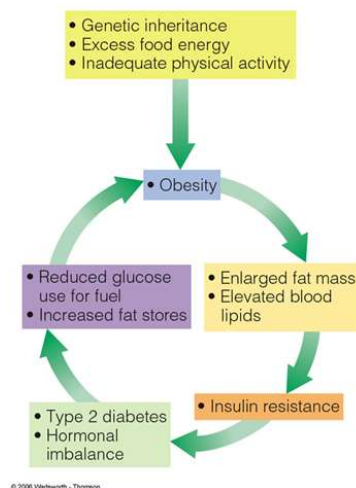 • Genetic inheritance
• Excess food energy
• Inadequate physical activity
• Obesity
• Reduced glucose
use for fuel
• Increased fat stores
• Enlarged fat mass
• Elevated blood
lipids
• Insulin resistance
• Type 2 diabetes
• Hormonal
imbalance
© 2006 Wadsworth - Thomson